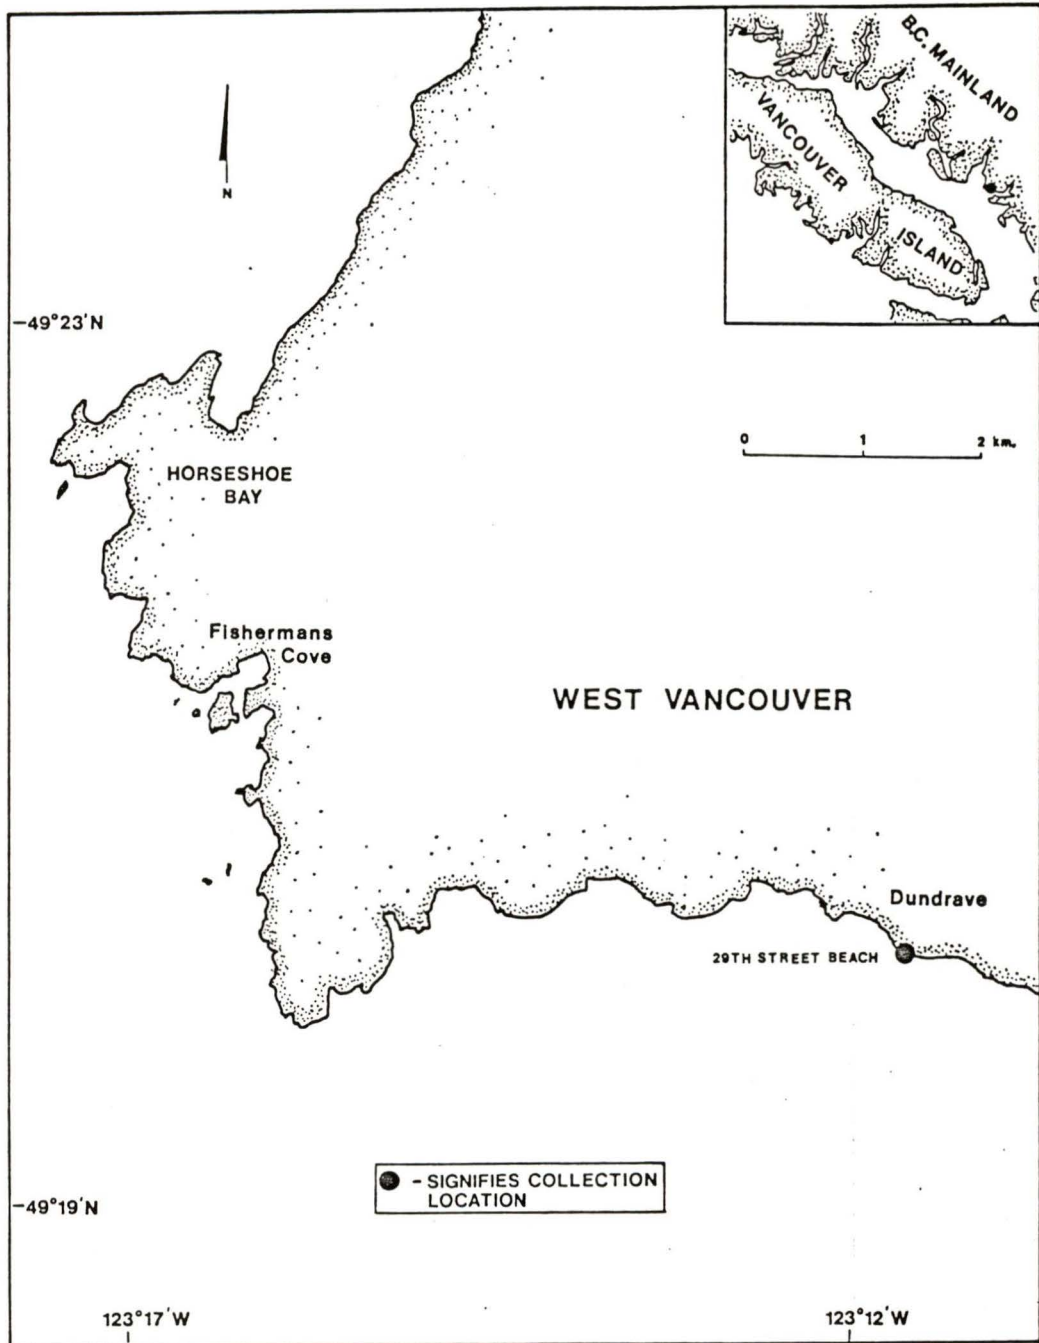 B.C. MAINLAND
VANCOUVER
ISLAND
N
–49°23'N
0 1 2 km.
HORSESHOE
BAY
Fishermans
Cove
WEST VANCOUVER
Dundrave
29TH STREET BEACH
- SIGNIFIES COLLECTION
LOCATION
–49°19'N
123°17'W 123°12'W